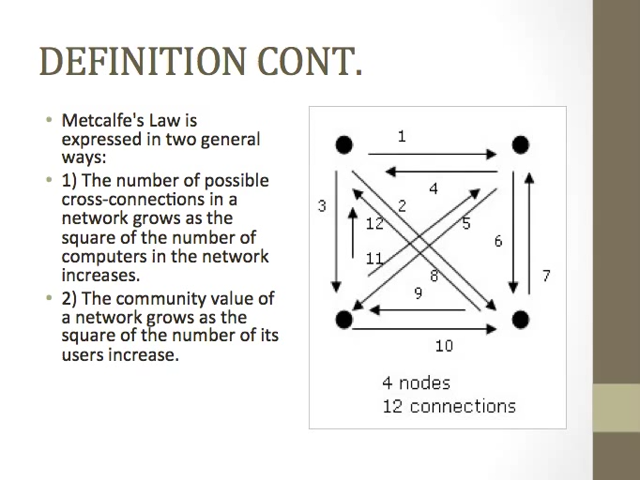 DEFINITION CONT.
• Metcalfe's Law is
expressed in two general
ways:
• 1) The number of possible
cross-connections in a
network grows as the
square of the number of
computers in the network
increases.
• 2) The community value of
a network grows as the
square of the number of its
users increase.
1
4
3
2
12
5
6
11
8
7
9
10
4 nodes
12 connections